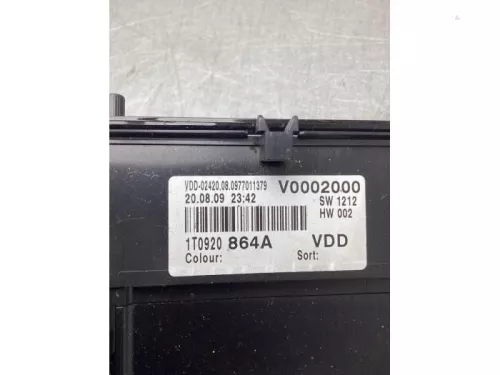 VDD-02420.08.0977011379 V0002000
20.08.09 23:42 SW 1212
HW 002
1T0920 864A VDD
Colour: Sort: